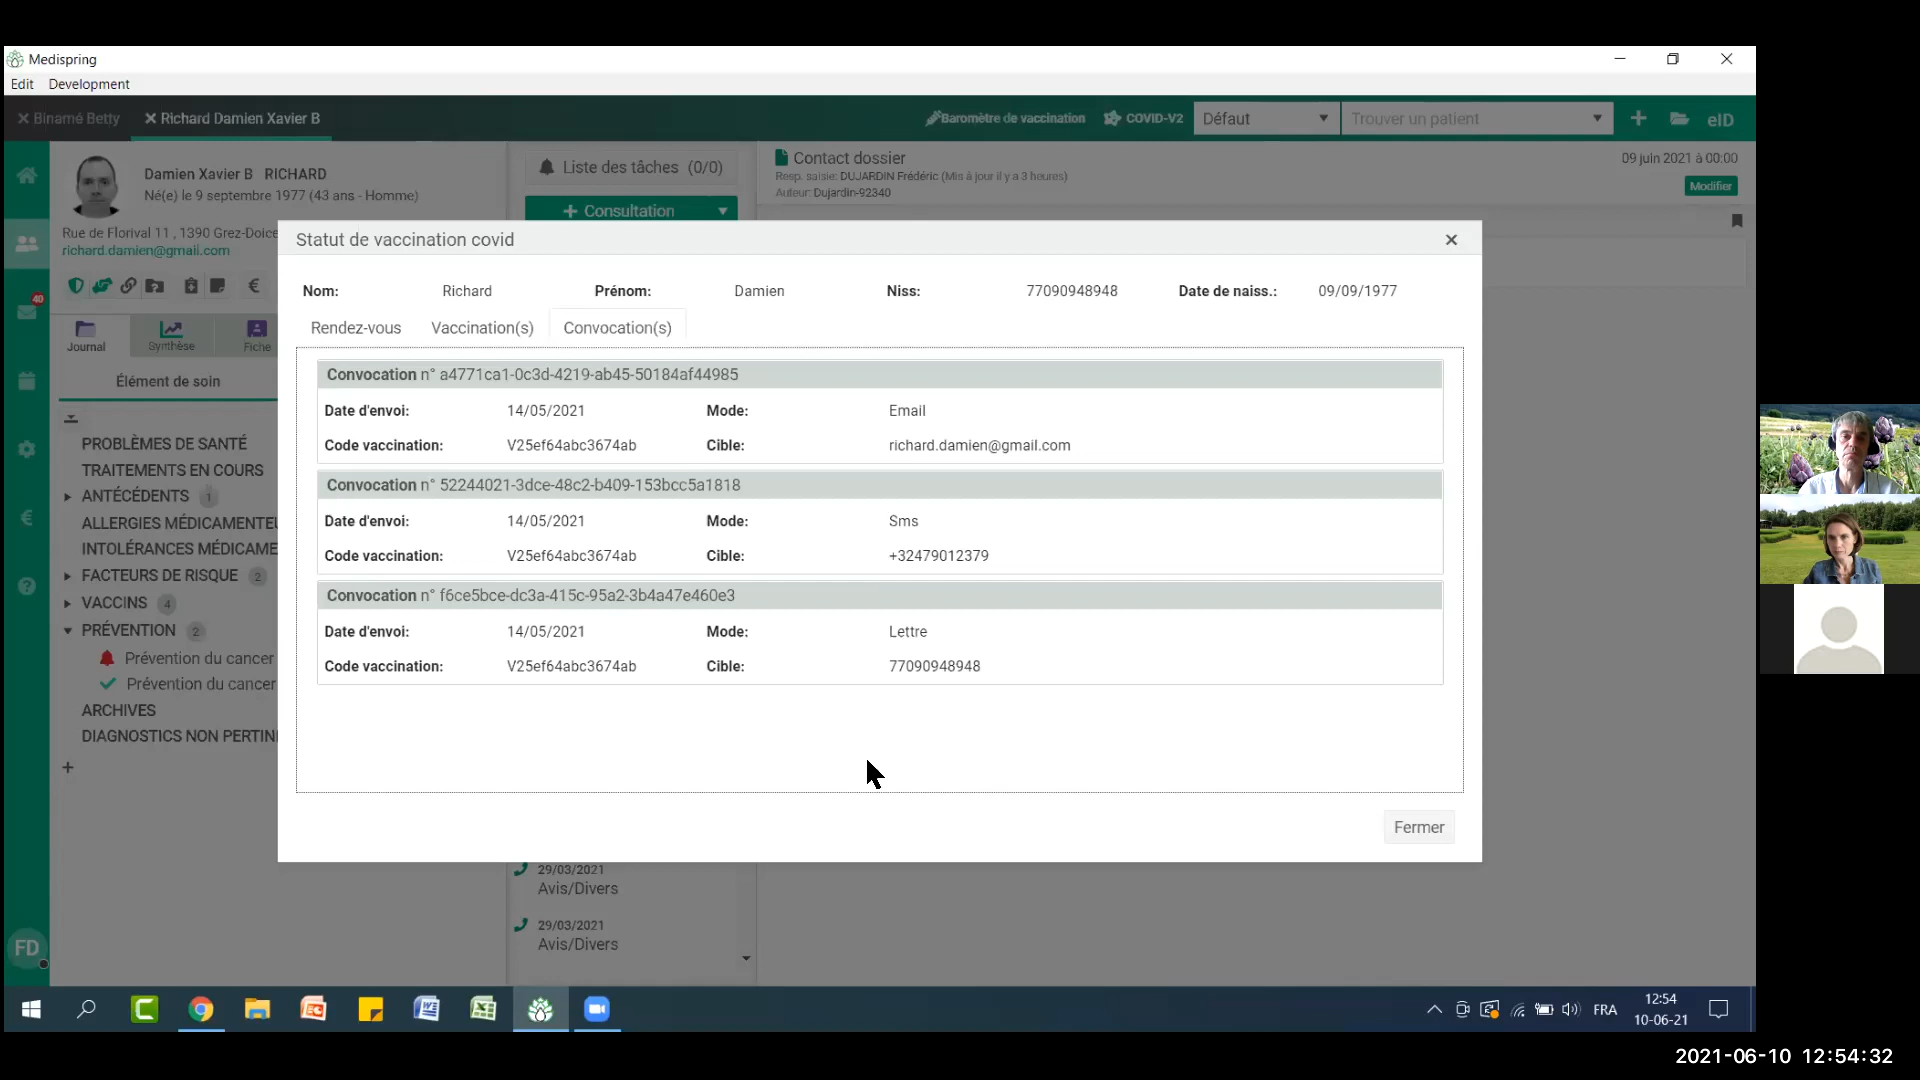 Medispring
Edit Development
Binamé Betty
Richard Damien Xavier B
Baromètre de vaccination
COVID-V2
Défaut
Trouver un patient
eID
Damien Xavier B RICHARD
Né(e) le 9 septembre 1977 (43 ans - Homme)
Rue de Florival 11 , 1390 Grez-Doice
richard.damien@gmail.com
Liste des tâches (0/0)
+ Consultation
Contact dossier
Resp. saisie: DUJARDIN Frédéric (Mis à jour il y a 3 heures)
Auteur: Dujardin-92340
09 juin 2021 à 00:00
Modifier
40
Journal
Synthèse
Fiche
Élément de soin
PROBLÈMES DE SANTÉ
TRAITEMENTS EN COURS
ANTÉCÉDENTS 1
ALLERGIES MÉDICAMENTEU
INTOLÉRANCES MÉDICAME
FACTEURS DE RISQUE 2
VACCINS 4
PRÉVENTION 2
Prévention du cancer
Prévention du cancer
ARCHIVES
DIAGNOSTICS NON PERTINI
+
FD
Statut de vaccination covid
Nom: Richard Prénom: Damien Niss: 77090948948 Date de naiss.: 09/09/1977
Rendez-vous Vaccination(s) Convocation(s)
Convocation n° a4771ca1-0c3d-4219-ab45-50184af44985
Date d'envoi: 14/05/2021 Mode: Email
Code vaccination: V25ef64abc3674ab Cible: richard.damien@gmail.com
Convocation n° 52244021-3dce-48c2-b409-153bcc5a1818
Date d'envoi: 14/05/2021 Mode: Sms
Code vaccination: V25ef64abc3674ab Cible: +32479012379
Convocation n° f6ce5bce-dc3a-415c-95a2-3b4a47e460e3
Date d'envoi: 14/05/2021 Mode: Lettre
Code vaccination: V25ef64abc3674ab Cible: 77090948948
Fermer
29/03/2021
Avis/Divers
29/03/2021
Avis/Divers
FRA
12:54
10-06-21
2021-06-10 12:54:32